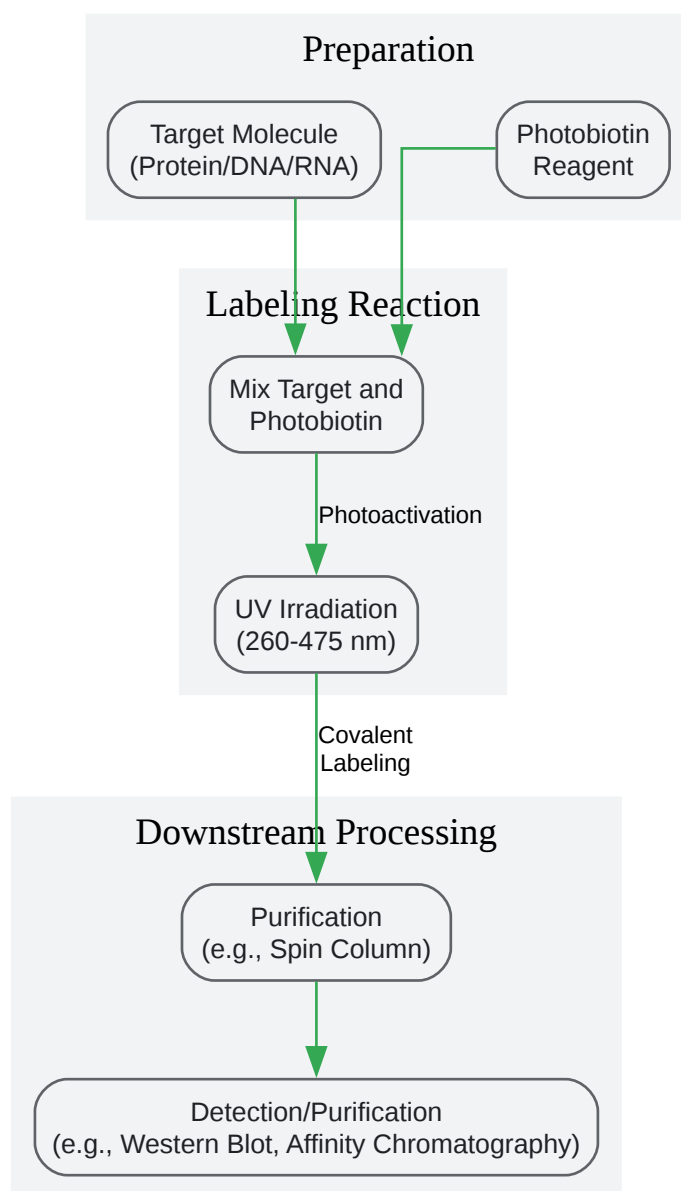 Preparation
Target Molecule
(Protein/DNA/RNA)
Photobiotin
Reagent
Labeling Reaction
Mix Target and
Photobiotin
Photoactivation
UV Irradiation
(260-475 nm)
Covalent
Labeling
Downstream Processing
Purification
(e.g., Spin Column)
Detection/Purification
(e.g., Western Blot, Affinity Chromatography)